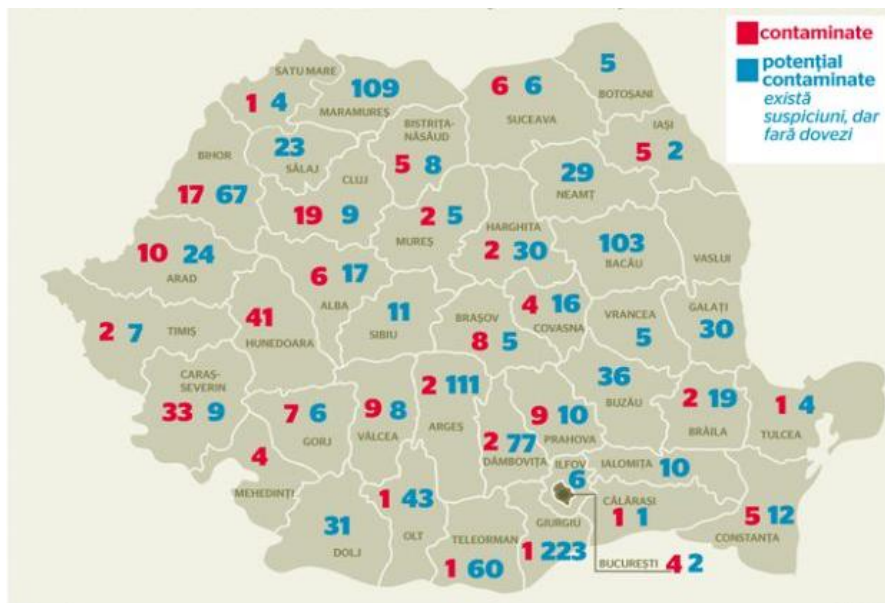 contaminate
potențial
contaminate
există
suspiciuni, dar
fară dovezi
SATU MARE
1 4
109
MARAMUREȘ
6 6
SUCEAVA
5
BOTOȘANI
IAȘI
5 2
BIHOR
17 67
23
SĂLAJ
CLUJ
19 9
BISTRIȚA-
NĂSĂUD
5 8
29
NEAMȚ
10 24
ARAD
6 17
ALBA
2 5
MUREȘ
HARGHITA
2 30
103
BACĂU
VASLUI
2 7
TIMIȘ
41
HUNEDOARA
11
SIBIU
BRAȘOV
8 5
4 16
COVASNA
VRANCEA
5
GALAȚI
30
CARAȘ-
SEVERIN
33 9
7 6
GORJ
9 8
VÂLCEA
2 111
ARGEȘ
2 77
DÂMBOVIȚA
9 10
PRAHOVA
36
BUZĂU
2 19
BRĂILA
1 4
TULCEA
4
MEHEDINȚI
31
DOLJ
1 43
OLT
TELEORMAN
1 60
ILFOV
6
GIURGIU
1 223
IALOMIȚA 10
CĂLĂRAȘI
1 1
5 12
CONSTANȚA
BUCUREȘTI 4 2